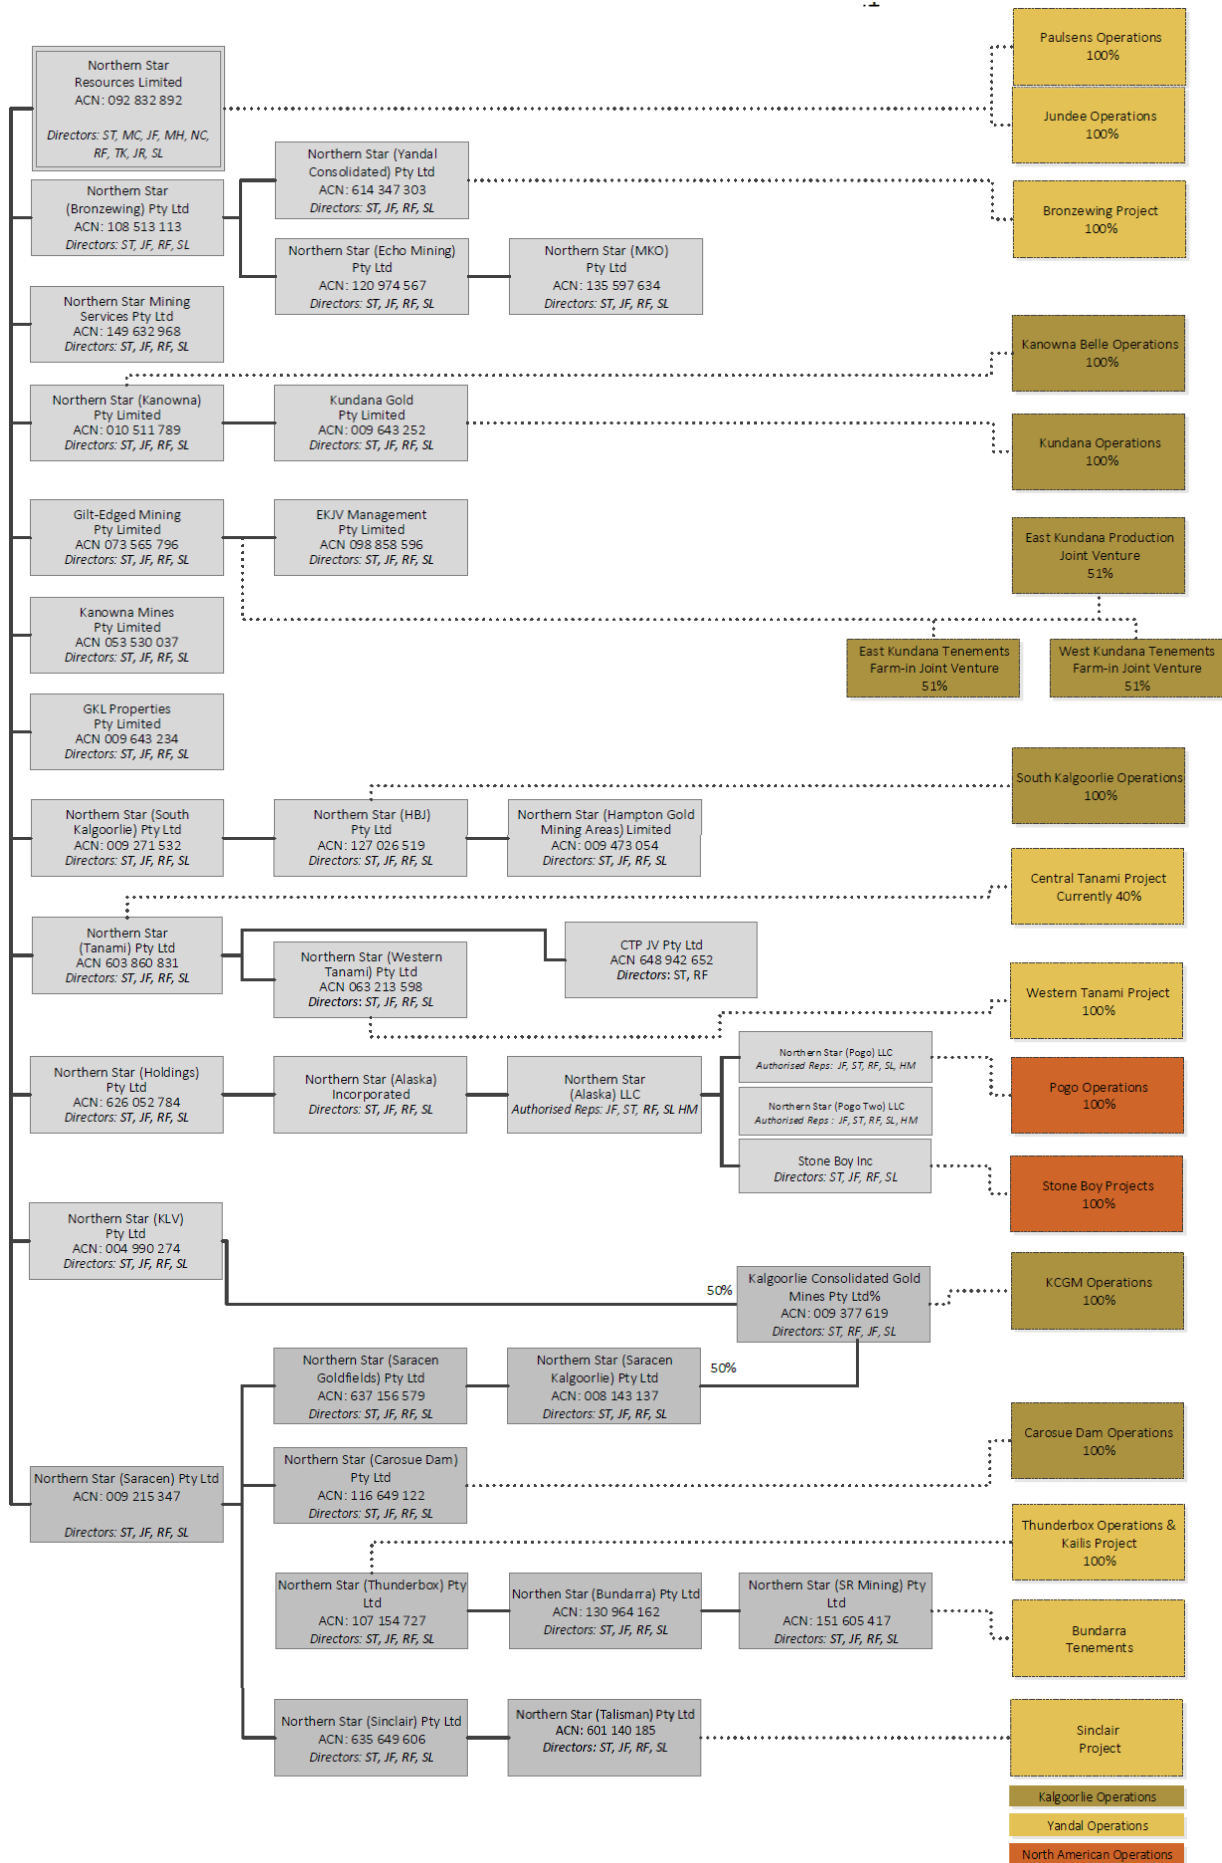 Northern Star
Resources Limited
ACN: 092 832 892
Directors: ST, MC, JF, MH, NC,
RF, TK, JR, SL
Paulsens Operations
100%
Jundee Operations
100%
Northern Star
(Bronzewing) Pty Ltd
ACN: 108 513 113
Directors: ST, JF, RF, SL
Northern Star (Yandal
Consolidated) Pty Ltd
ACN: 614 347 303
Directors: ST, JF, RF, SL
Bronzewing Project
100%
Northern Star (Echo Mining)
Pty Ltd
ACN: 120 974 567
Directors: ST, JF, RF, SL
Northern Star (MKO)
Pty Ltd
ACN: 135 597 634
Directors: ST, JF, RF, SL
Northern Star Mining
Services Pty Ltd
ACN: 149 632 968
Directors: ST, JF, RF, SL
Kanowna Belle Operations
100%
Northern Star (Kanowna)
Pty Limited
ACN: 010 511 789
Directors: ST, JF, RF, SL
Kundana Gold
Pty Limited
ACN: 009 643 252
Directors: ST, JF, RF, SL
Kundana Operations
100%
Gilt-Edged Mining
Pty Limited
ACN 073 565 796
Directors: ST, JF, RF, SL
EKJV Management
Pty Limited
ACN 098 858 596
Directors: ST, JF, RF, SL
East Kundana Production
Joint Venture
51%
Kanowna Mines
Pty Limited
ACN 053 530 037
Directors: ST, JF, RF, SL
East Kundana Tenements
Farm-in Joint Venture
51%
West Kundana Tenements
Farm-in Joint Venture
51%
GKL Properties
Pty Limited
ACN 009 643 234
Directors: ST, JF, RF, SL
South Kalgoorlie Operations
100%
Northern Star (South
Kalgoorlie) Pty Ltd
ACN: 009 271 532
Directors: ST, JF, RF, SL
Northern Star (HBJ)
Pty Ltd
ACN: 127 026 519
Directors: ST, JF, RF, SL
Northern Star (Hampton Gold
Mining Areas) Limited
ACN: 009 473 054
Directors: ST, JF, RF, SL
Central Tanami Project
Currently 40%
Northern Star
(Tanami) Pty Ltd
ACN 603 860 831
Directors: ST, JF, RF, SL
Northern Star (Western
Tanami) Pty Ltd
ACN 063 213 598
Directors: ST, JF, RF, SL
CTP JV Pty Ltd
ACN 648 942 652
Directors: ST, RF
Western Tanami Project
100%
Northern Star (Holdings)
Pty Ltd
ACN: 626 052 784
Directors: ST, JF, RF, SL
Northern Star (Alaska)
Incorporated
Directors: ST, JF, RF, SL
Northern Star
(Alaska) LLC
Authorised Reps: JF, ST, RF, SL HM
Northern Star (Pogo) LLC
Authorised Reps: JF, ST, RF, SL, HM
Northern Star (Pogo Two) LLC
Authorised Reps : JF, ST, RF, SL, HM
Stone Boy Inc
Directors: ST, JF, RF, SL
Pogo Operations
100%
Stone Boy Projects
100%
Northern Star (KLV)
Pty Ltd
ACN: 004 990 274
Directors: ST, JF, RF, SL
50%
Kalgoorlie Consolidated Gold
Mines Pty Ltd%
ACN: 009 377 619
Directors: ST, RF, JF, SL
KCGM Operations
100%
Northern Star (Saracen
Goldfields) Pty Ltd
ACN: 637 156 579
Directors: ST, JF, RF, SL
Northern Star (Saracen
Kalgoorlie) Pty Ltd
ACN: 008 143 137
Directors: ST, JF, RF, SL
50%
Carosue Dam Operations
100%
Northern Star (Saracen) Pty Ltd
ACN: 009 215 347
Directors: ST, JF, RF, SL
Northern Star (Carosue Dam)
Pty Ltd
ACN: 116 649 122
Directors: ST, JF, RF, SL
Thunderbox Operations &
Kailis Project
100%
Northern Star (Thunderbox) Pty
Ltd
ACN: 107 154 727
Directors: ST, JF, RF, SL
Northen Star (Bundarra) Pty Ltd
ACN: 130 964 162
Directors: ST, JF, RF, SL
Northern Star (SR Mining) Pty
Ltd
ACN: 151 605 417
Directors: ST, JF, RF, SL
Bundarra
Tenements
Northern Star (Sinclair) Pty Ltd
ACN: 635 649 606
Directors: ST, JF, RF, SL
Northern Star (Talisman) Pty Ltd
ACN: 601 140 185
Directors: ST, JF, RF, SL
Sinclair
Project
Kalgoorlie Operations
Yandal Operations
North American Operations